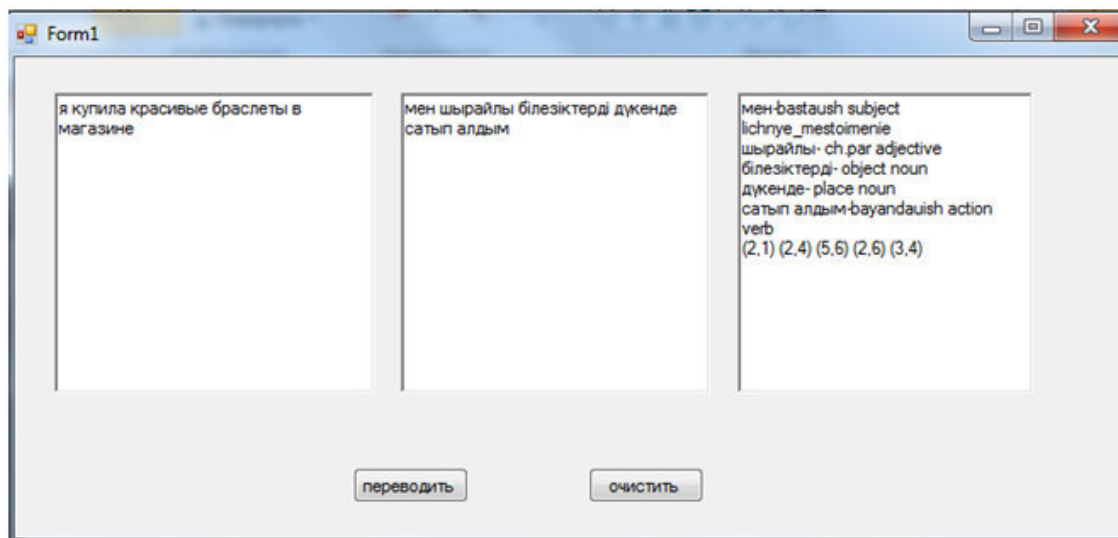 Form1
я купила красивые браслеты в
магазине
мен шырайлы білезіктерді дүкенде
сатып алдым
мен-bastaush subject
lichnye_mestoimenie
шырайлы- ch.par adjective
білезіктерді- object noun
дүкенде- place noun
сатып алдым-bayandauish action
verb
(2,1) (2,4) (5,6) (2,6) (3,4)
переводить
очистить